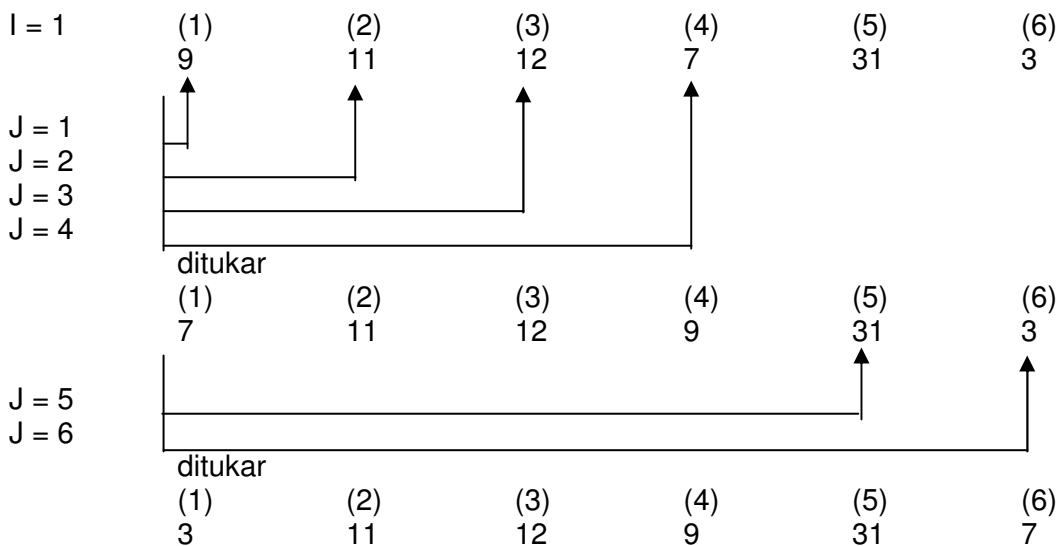 I = 1 (1) (2) (3) (4) (5) (6)
9 11 12 7 31 3
J = 1
J = 2
J = 3
J = 4
ditukar
(1) (2) (3) (4) (5) (6)
7 11 12 9 31 3
J = 5
J = 6
ditukar
(1) (2) (3) (4) (5) (6)
3 11 12 9 31 7